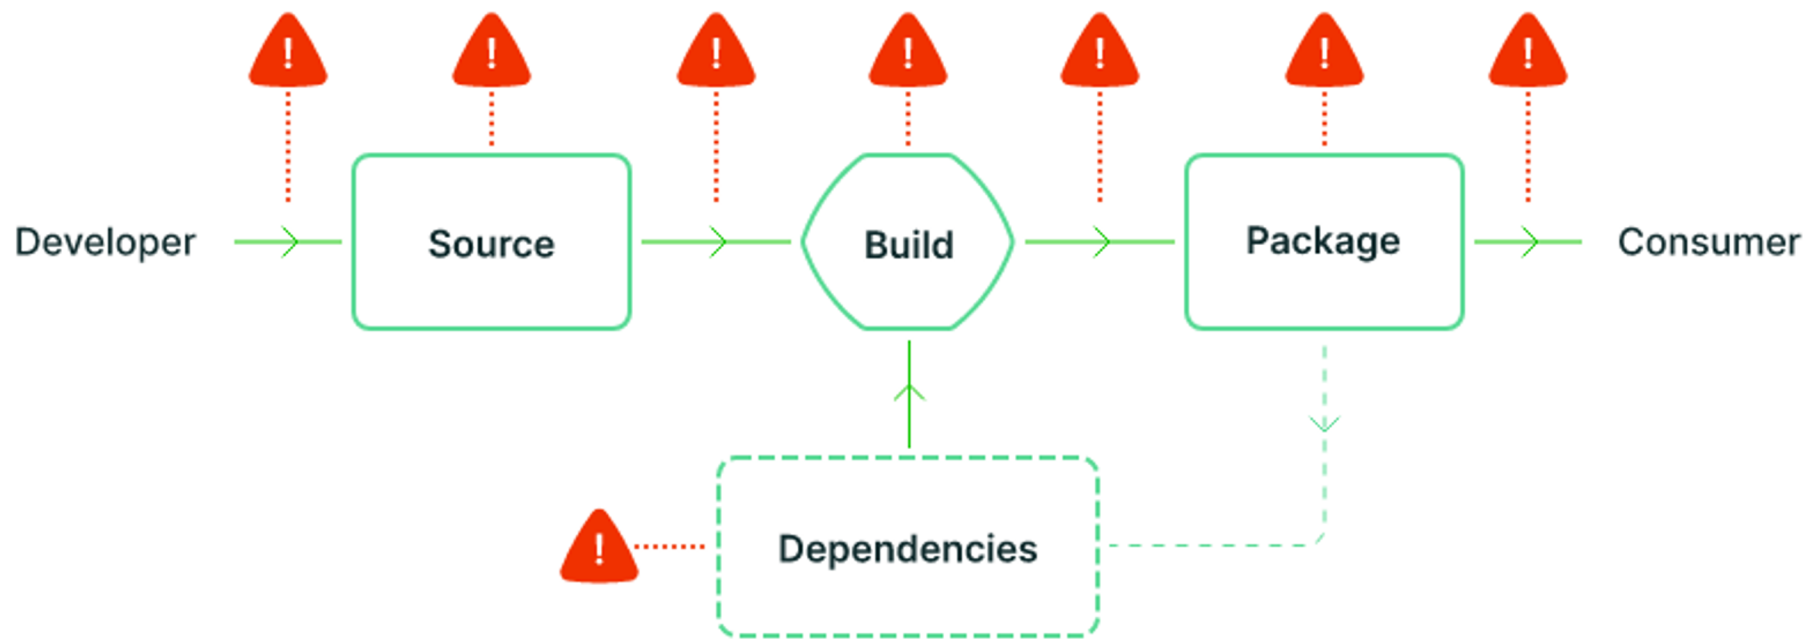 !
!
!
!
!
!
!
Developer
Source
Build
Package
Consumer
!
Dependencies